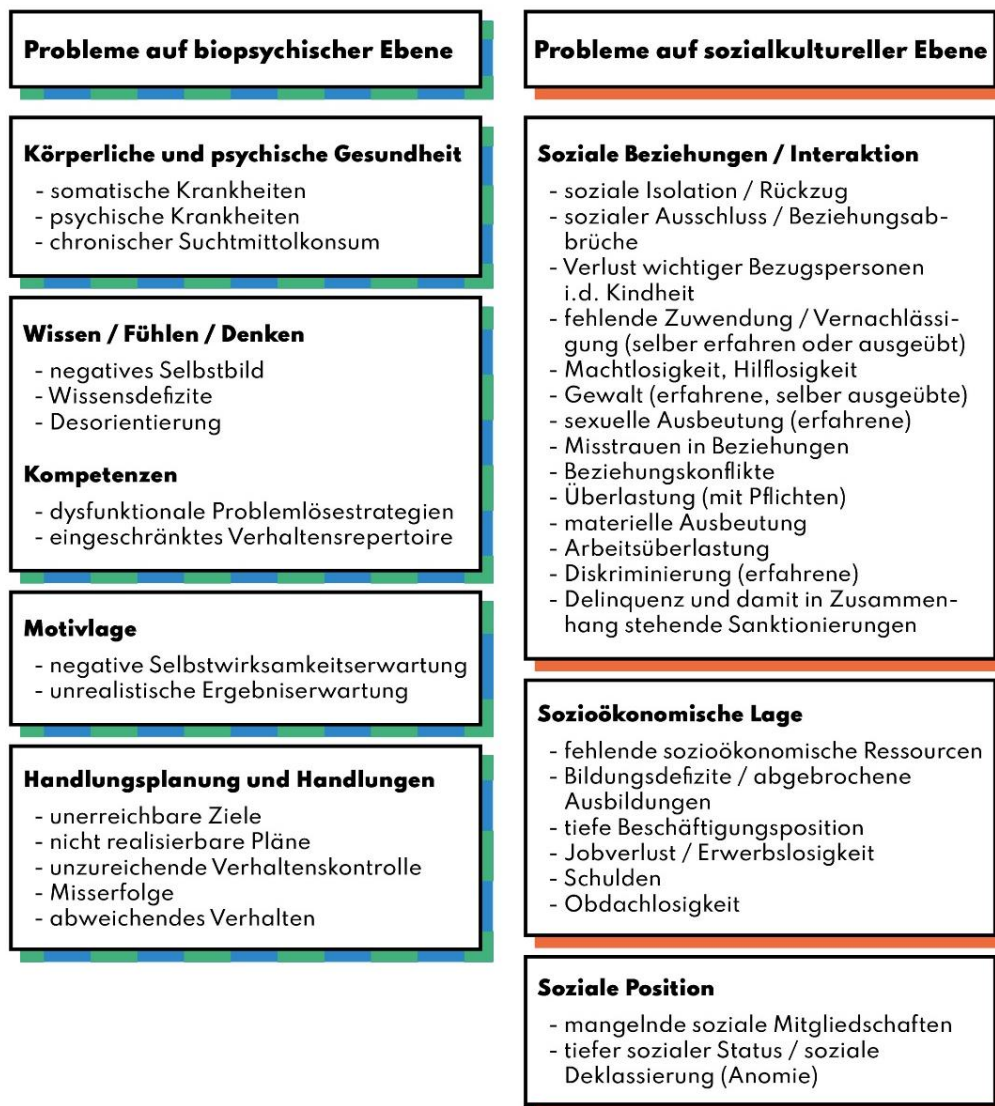 Probleme auf biopsychischer Ebene
Körperliche und psychische Gesundheit
- somatische Krankheiten
- psychische Krankheiten
- chronischer Suchtmittolkonsum
Wissen / Fühlen / Denken
- negatives Selbstbild
- Wissensdefizite
- Desorientierung
Kompetenzen
- dysfunktionale Problemlösestrategien
- eingeschränktes Verhaltensrepertoire
Motivlage
- negative Selbstwirksamkeitserwartung
- unrealistische Ergebniserwartung
Handlungsplanung und Handlungen
- unerreichbare Ziele
- nicht realisierbare Pläne
- unzureichende Verhaltenskontrolle
- Misserfolge
- abweichendes Verhalten
Probleme auf sozialkultureller Ebene
Soziale Beziehungen / Interaktion
- soziale Isolation / Rückzug
- sozialer Ausschluss / Beziehungsab-
brüche
- Verlust wichtiger Bezugspersonen
i.d. Kindheit
- fehlende Zuwendung / Vernachlässi-
gung (selber erfahren oder ausgeübt)
- Machtlosigkeit, Hilflosigkeit
- Gewalt (erfahrene, selber ausgeübte)
- sexuelle Ausbeutung (erfahrene)
- Misstrauen in Beziehungen
- Beziehungskonflikte
- Überlastung (mit Pflichten)
- materielle Ausbeutung
- Arbeitsüberlastung
- Diskriminierung (erfahrene)
- Delinquenz und damit in Zusammen-
hang stehende Sanktionierungen
Sozioökonomische Lage
- fehlende sozioökonomische Ressourcen
- Bildungsdefizite / abgebrochene
Ausbildungen
- tiefe Beschäftigungsposition
- Jobverlust / Erwerbslosigkeit
- Schulden
- Obdachlosigkeit
Soziale Position
- mangelnde soziale Mitgliedschaften
- tiefer sozialer Status / soziale
Deklassierung (Anomie)